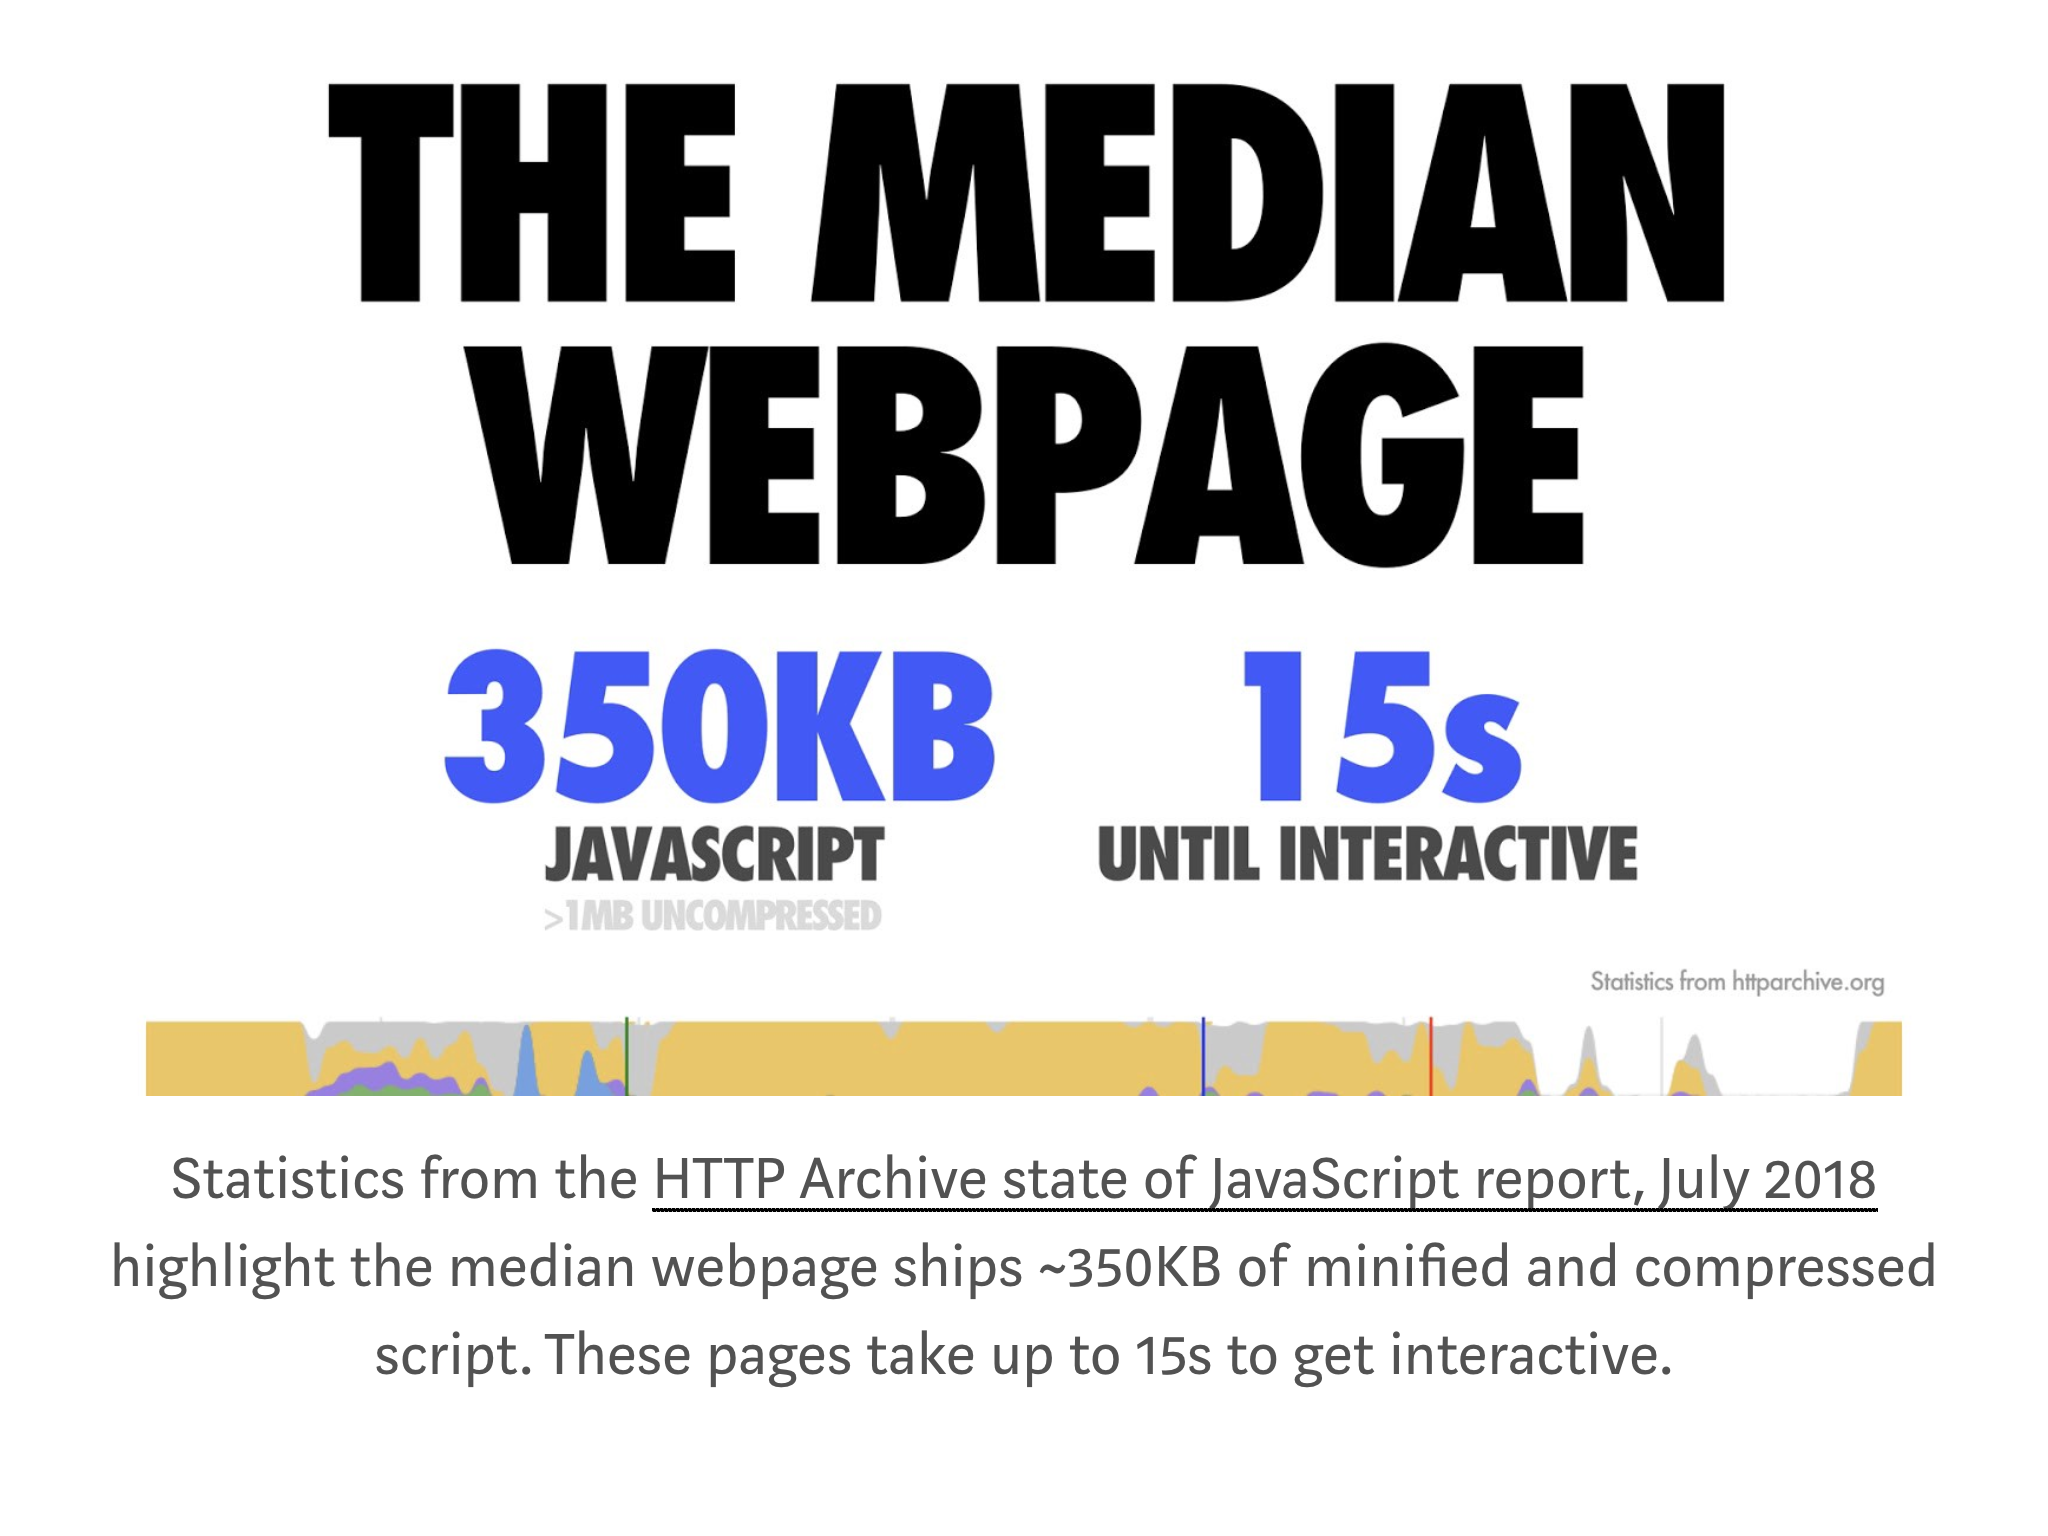 THE MEDIAN
WEBPAGE
350KB
JAVASCRIPT
>1MB UNCOMPRESSED
15s
UNTIL INTERACTIVE
Statistics from httparchive.org
Statistics from the HTTP Archive state of JavaScript report, July 2018
highlight the median webpage ships ~350KB of minified and compressed
script. These pages take up to 15s to get interactive.